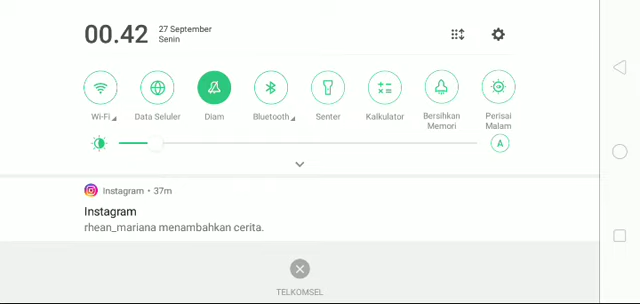 00.42
27 September
Senin
Wi-Fi
Data Seluler
Diam
Bluetooth
Senter
Kalkulator
Bersihkan
Memori
Perisai
Malam
A
Instagram • 37m
Instagram
rhean_mariana menambahkan cerita.
TELKOMSEL